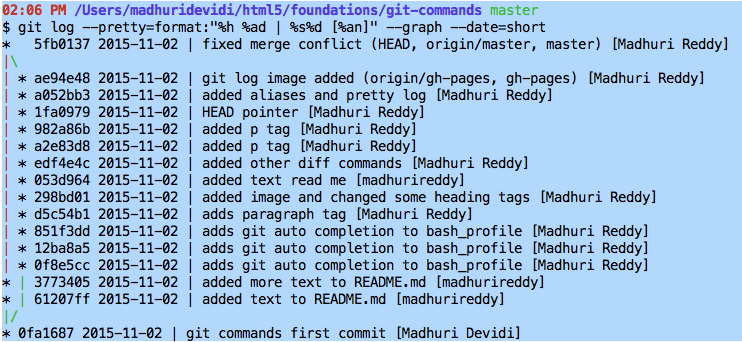 02:06 PM /Users/madhuridevidi/html5/foundations/git-commands master
$ git log --pretty=format:"%h %ad | %s%d [%an]" --graph --date=short
*   5fb0137 2015-11-02 | fixed merge conflict (HEAD, origin/master, master) [Madhuri Reddy]
|\
| * ae94e48 2015-11-02 | git log image added (origin/gh-pages, gh-pages) [Madhuri Reddy]
| * a052bb3 2015-11-02 | added aliases and pretty log [Madhuri Reddy]
| * 1fa0979 2015-11-02 | HEAD pointer [Madhuri Reddy]
| * 982a86b 2015-11-02 | added p tag [Madhuri Reddy]
| * a2e83d8 2015-11-02 | added p tag [Madhuri Reddy]
| * edf4e4c 2015-11-02 | added other diff commands [Madhuri Reddy]
| * 053d964 2015-11-02 | added text read me [madhurireddy]
| * 298bd01 2015-11-02 | added image and changed some heading tags [Madhuri Reddy]
| * d5c54b1 2015-11-02 | adds paragraph tag [Madhuri Reddy]
| * 851f3dd 2015-11-02 | adds git auto completion to bash_profile [Madhuri Reddy]
| * 12ba8a5 2015-11-02 | adds git auto completion to bash_profile [Madhuri Reddy]
| * 0f8e5cc 2015-11-02 | adds git auto completion to bash_profile [Madhuri Reddy]
* | 3773405 2015-11-02 | added more text to README.md [madhurireddy]
* | 61207ff 2015-11-02 | added text to README.md [madhurireddy]
|/
* 0fa1687 2015-11-02 | git commands first commit [Madhuri Devidi]